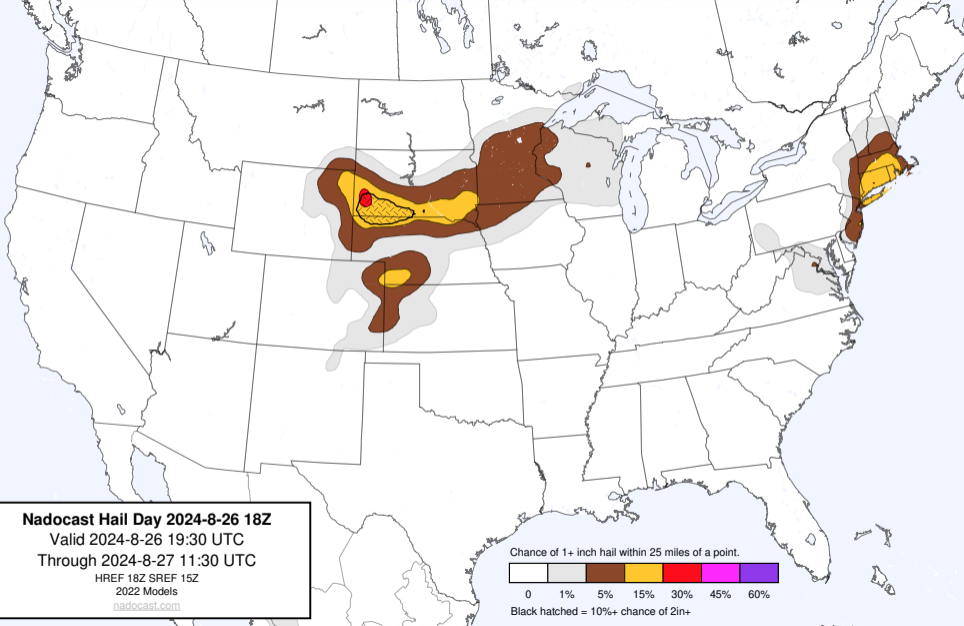 Nadocast Hail Day 2024-8-26 18Z
Valid 2024-8-26 19:30 UTC
Through 2024-8-27 11:30 UTC
HREF 18Z SREF 15Z
2022 Models
nadocast.com
Chance of 1+ inch hail within 25 miles of a point.
0 1% 5% 15% 30% 45% 60%
Black hatched = 10%+ chance of 2in+